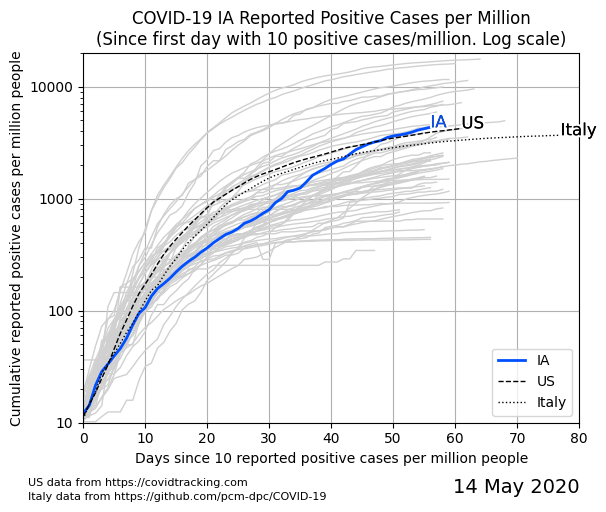 COVID-19 IA Reported Positive Cases per Million
(Since first day with 10 positive cases/million. Log scale)
Cumulative reported positive cases per million people
10000
1000
100
10
IA
US
Italy
IA
US
Italy
0
10
20
30
40
50
60
70
80
Days since 10 reported positive cases per million people
US data from https://covidtracking.com
Italy data from https://github.com/pcm-dpc/COVID-19
14 May 2020